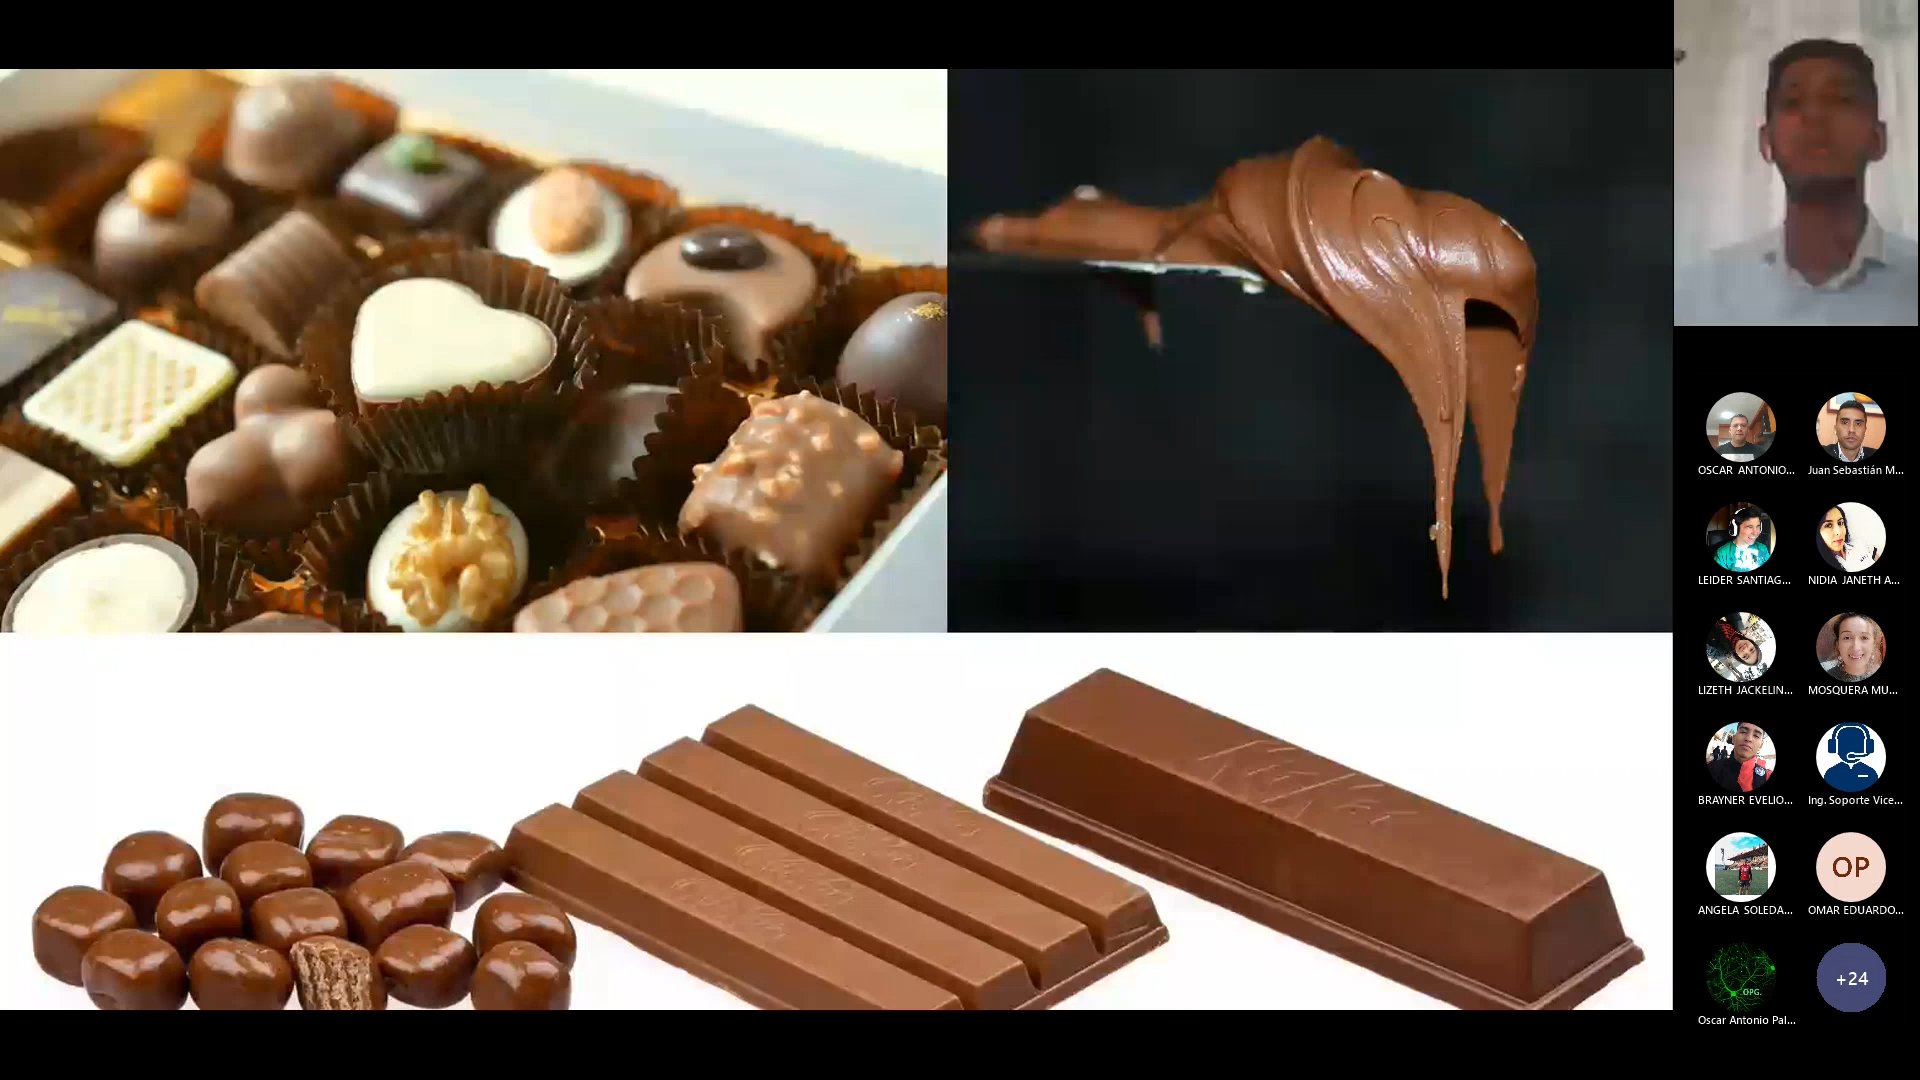 OSCAR ANTONIO...
Juan Sebastián M...
LEIDER SANTIAG...
NIDIA JANETH A...
LIZETH JACKELIN...
MOSQUERA MU...
BRAYNER EVELIO...
Ing. Soporte Vice...
ANGELA SOLEDA...
OP
OMAR EDUARDO...
OPG.
Oscar Antonio Pal...
+24